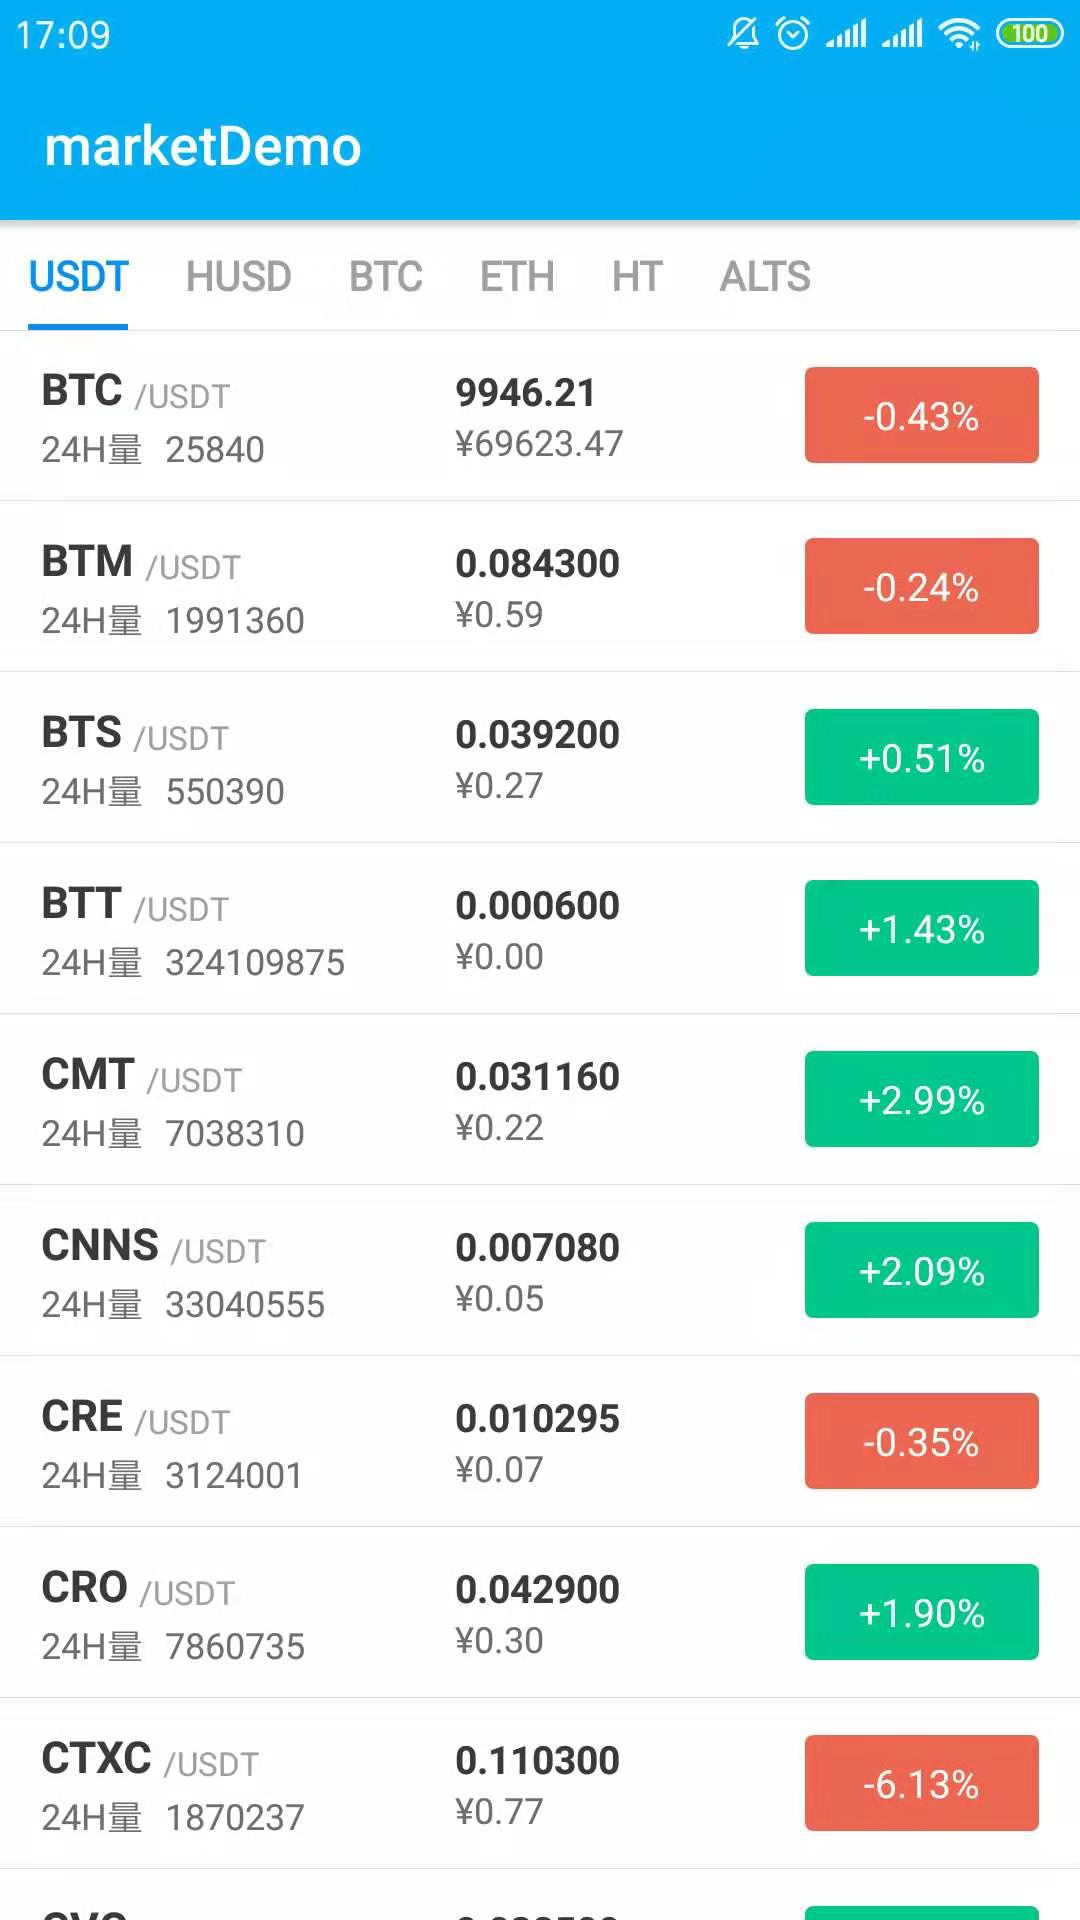 17:09 100
marketDemo
USDT HUSD BTC ETH HT ALTS
BTC /USDT 9946.21 -0.43%
24H量 25840 ¥69623.47
BTM /USDT 0.084300 -0.24%
24H量 1991360 ¥0.59
BTS /USDT 0.039200 +0.51%
24H量 550390 ¥0.27
BTT /USDT 0.000600 +1.43%
24H量 324109875 ¥0.00
CMT /USDT 0.031160 +2.99%
24H量 7038310 ¥0.22
CNNS /USDT 0.007080 +2.09%
24H量 33040555 ¥0.05
CRE /USDT 0.010295 -0.35%
24H量 3124001 ¥0.07
CRO /USDT 0.042900 +1.90%
24H量 7860735 ¥0.30
CTXC /USDT 0.110300 -6.13%
24H量 1870237 ¥0.77